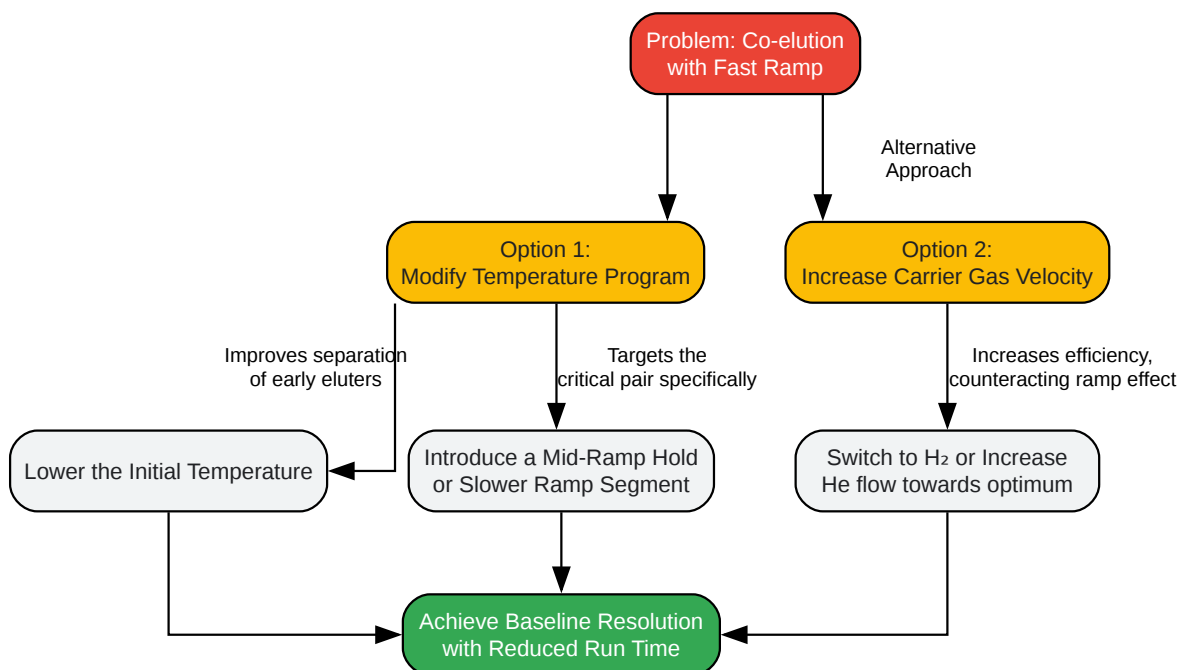 Problem: Co-elution
with Fast Ramp
Alternative
Approach
Option 1:
Modify Temperature Program
Option 2:
Increase Carrier Gas Velocity
Improves separation
of early eluters
Targets the
critical pair specifically
Increases efficiency,
counteracting ramp effect
Lower the Initial Temperature
Introduce a Mid-Ramp Hold
or Slower Ramp Segment
Switch to H₂ or Increase
He flow towards optimum
Achieve Baseline Resolution
with Reduced Run Time